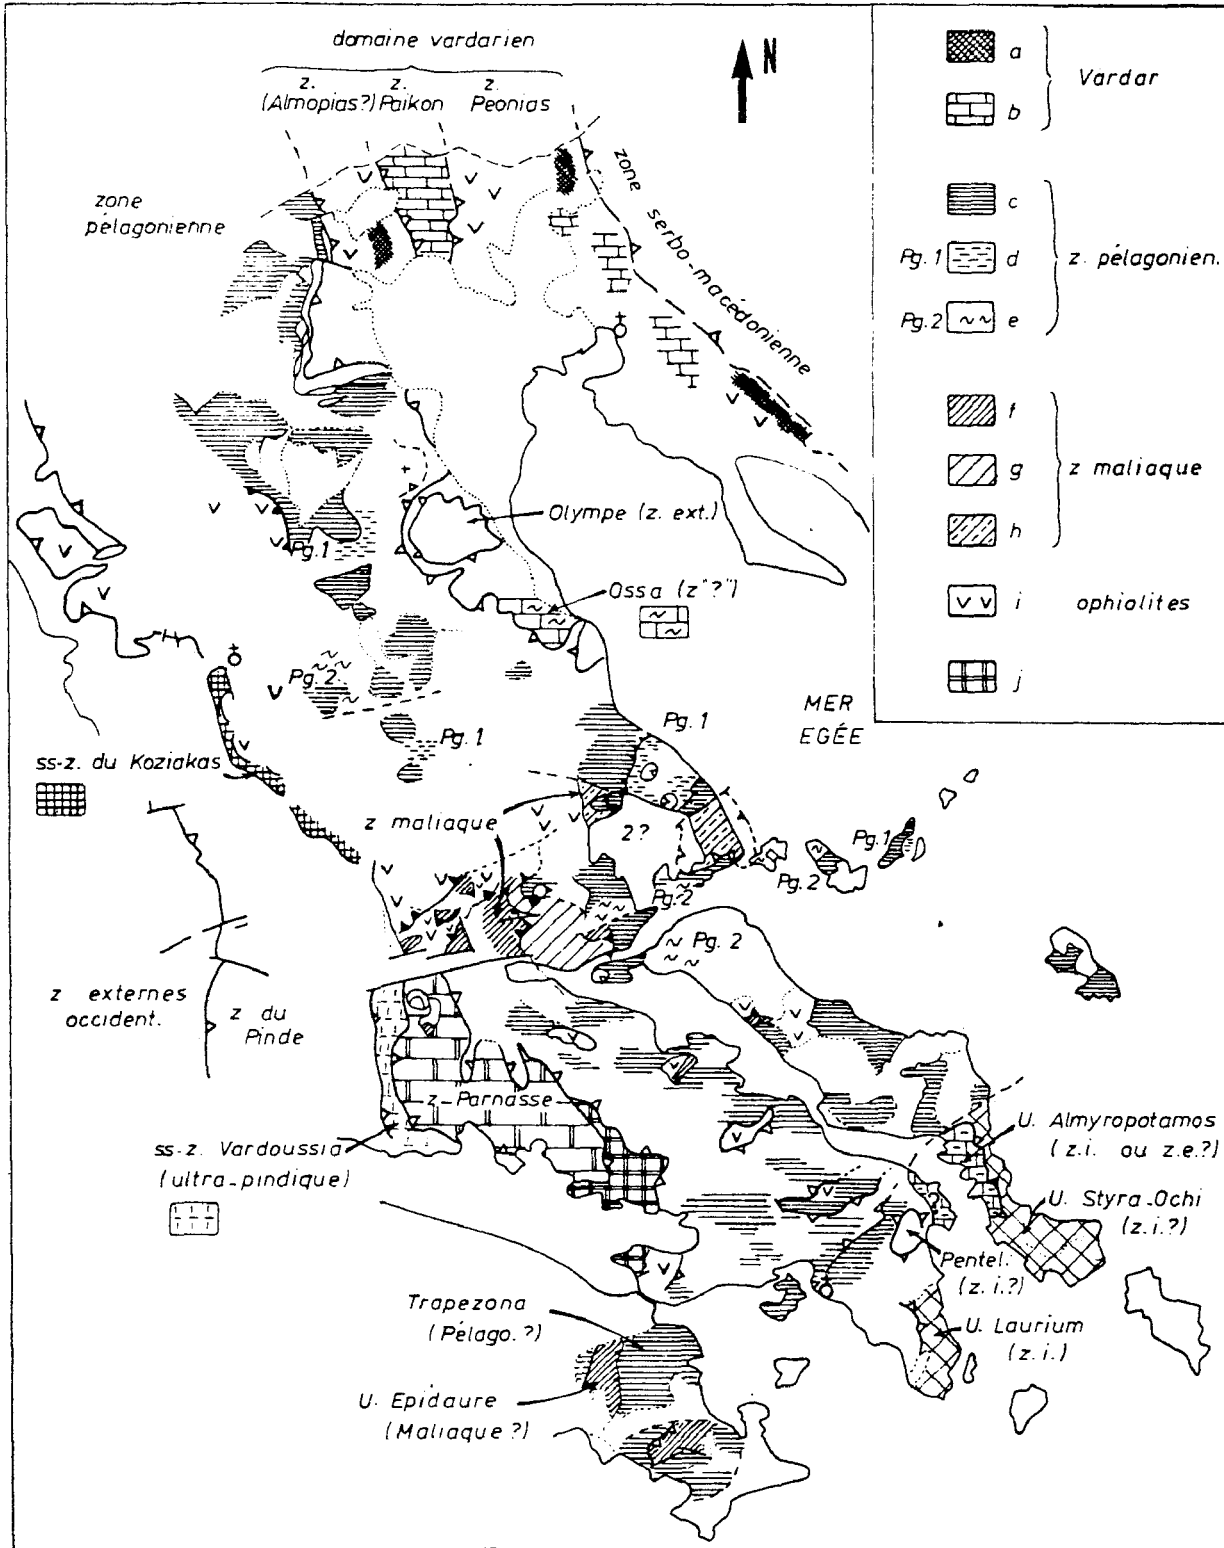 domaine vardarien
z. z. z.
(Almopias?) Paikon Peonias
N
zone
pélagonienne
zone serbo-macédonienne
a
b
Vardar
c
Pg. 1 d
Pg. 2 e
z. pélagonien.
f
g
h
z maliaque
i ophiolites
j
Olympe (z. ext.)
Pg. 1
Ossa (z"?")
Pg. 2
Pg. 1
Pg. 1
MER
EGÉE
ss-z. du Koziakas
z maliaque
2?
Pg. 1
Pg. 2
Pg. 2
Pg. 2
z externes
occident.
z du
Pinde
z-Parnasse
ss-z. Vardoussia
(ultra-pindique)
U. Almyropotamos
(z.i. ou z.e.?)
U. Styra-Ochi
(z.i.?)
Pentel.
(z.i.?)
U. Laurium
(z.i.)
Trapezona
(Pélago.?)
U. Epidaure
(Maliaque?)